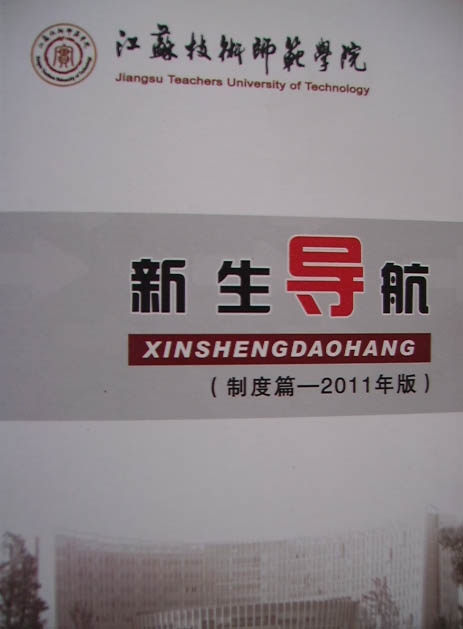 江蘇技術師範學院
Jiangsu Teachers University of Technology
新生导航
XINSHENGDAOHANG
(制度篇—2011年版)